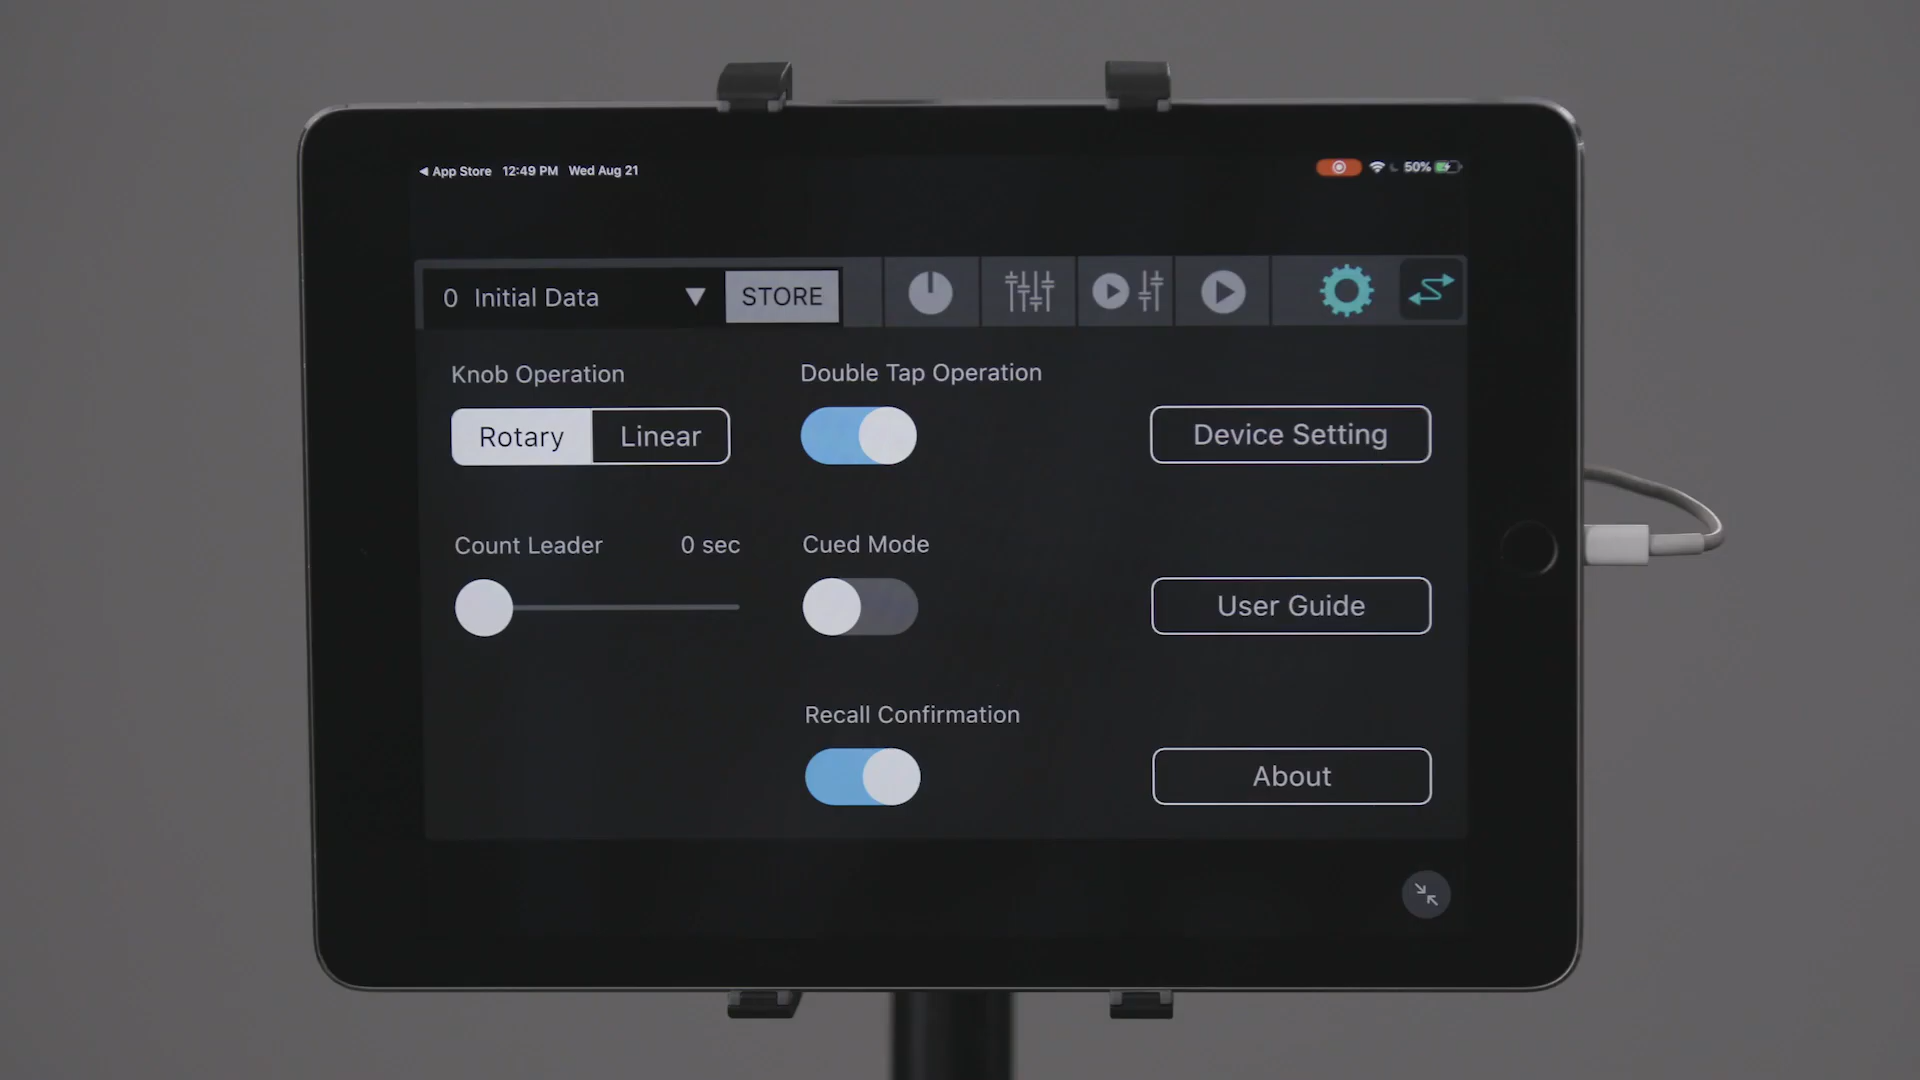 App Store 12:49 PM Wed Aug 21
50%
0 Initial Data
STORE
Knob Operation
Double Tap Operation
Rotary
Linear
Device Setting
Count Leader
0 sec
Cued Mode
User Guide
Recall Confirmation
About